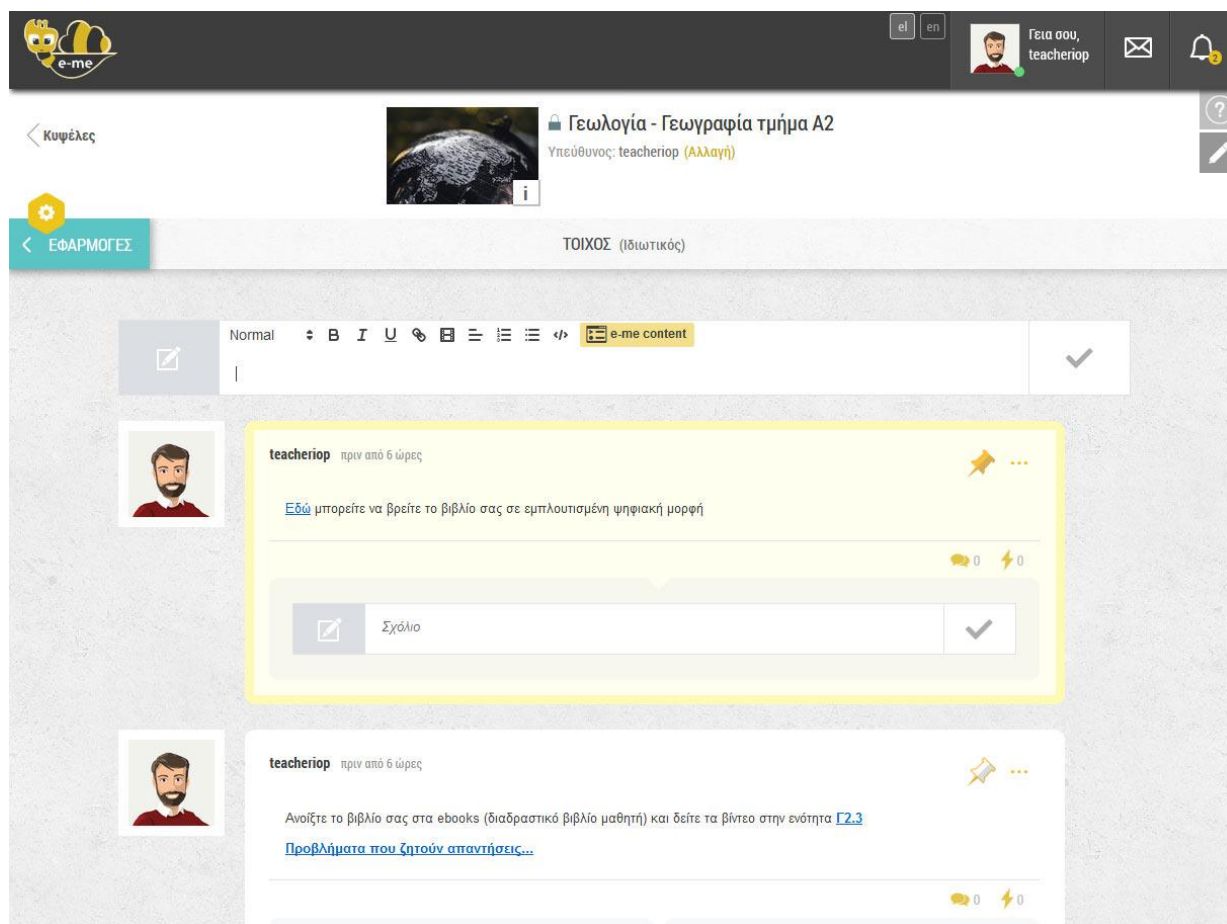 e-me
el
en
Γεια σου,
teacheriop
2
?
Κυψέλες
Γεωλογία - Γεωγραφία τμήμα Α2
Υπεύθυνος: teacheriop (Αλλαγή)
i
ΕΦΑΡΜΟΓΕΣ
ΤΟΙΧΟΣ (Ιδιωτικός)
Normal B I U e-me content
teacheriop πριν από 6 ώρες
Εδώ μπορείτε να βρείτε το βιβλίο σας σε εμπλουτισμένη ψηφιακή μορφή
0 0
Σχόλιο
teacheriop πριν από 6 ώρες
Ανοίξτε το βιβλίο σας στα ebooks (διαδραστικό βιβλίο μαθητή) και δείτε τα βίντεο στην ενότητα Γ2.3
Προβλήματα που ζητούν απαντήσεις...
0 0